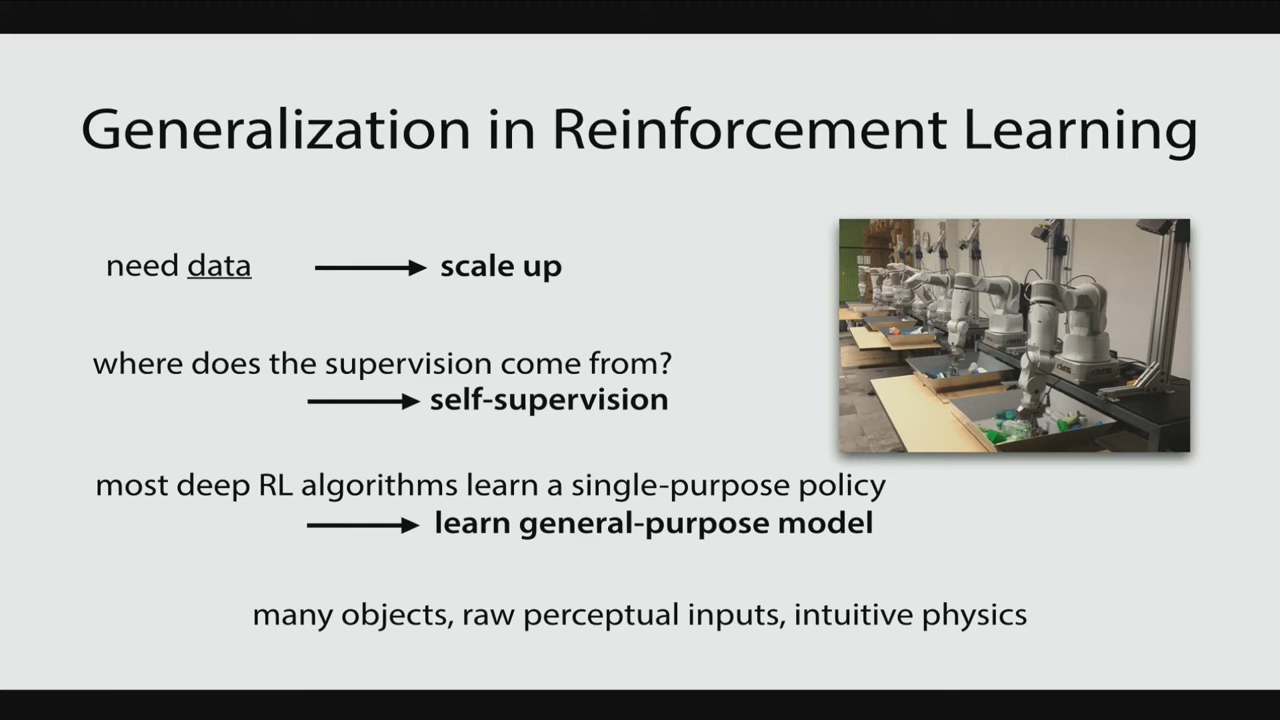 Generalization in Reinforcement Learning
need data
scale up
where does the supervision come from?
self-supervision
most deep RL algorithms learn a single-purpose policy
learn general-purpose model
many objects, raw perceptual inputs, intuitive physics